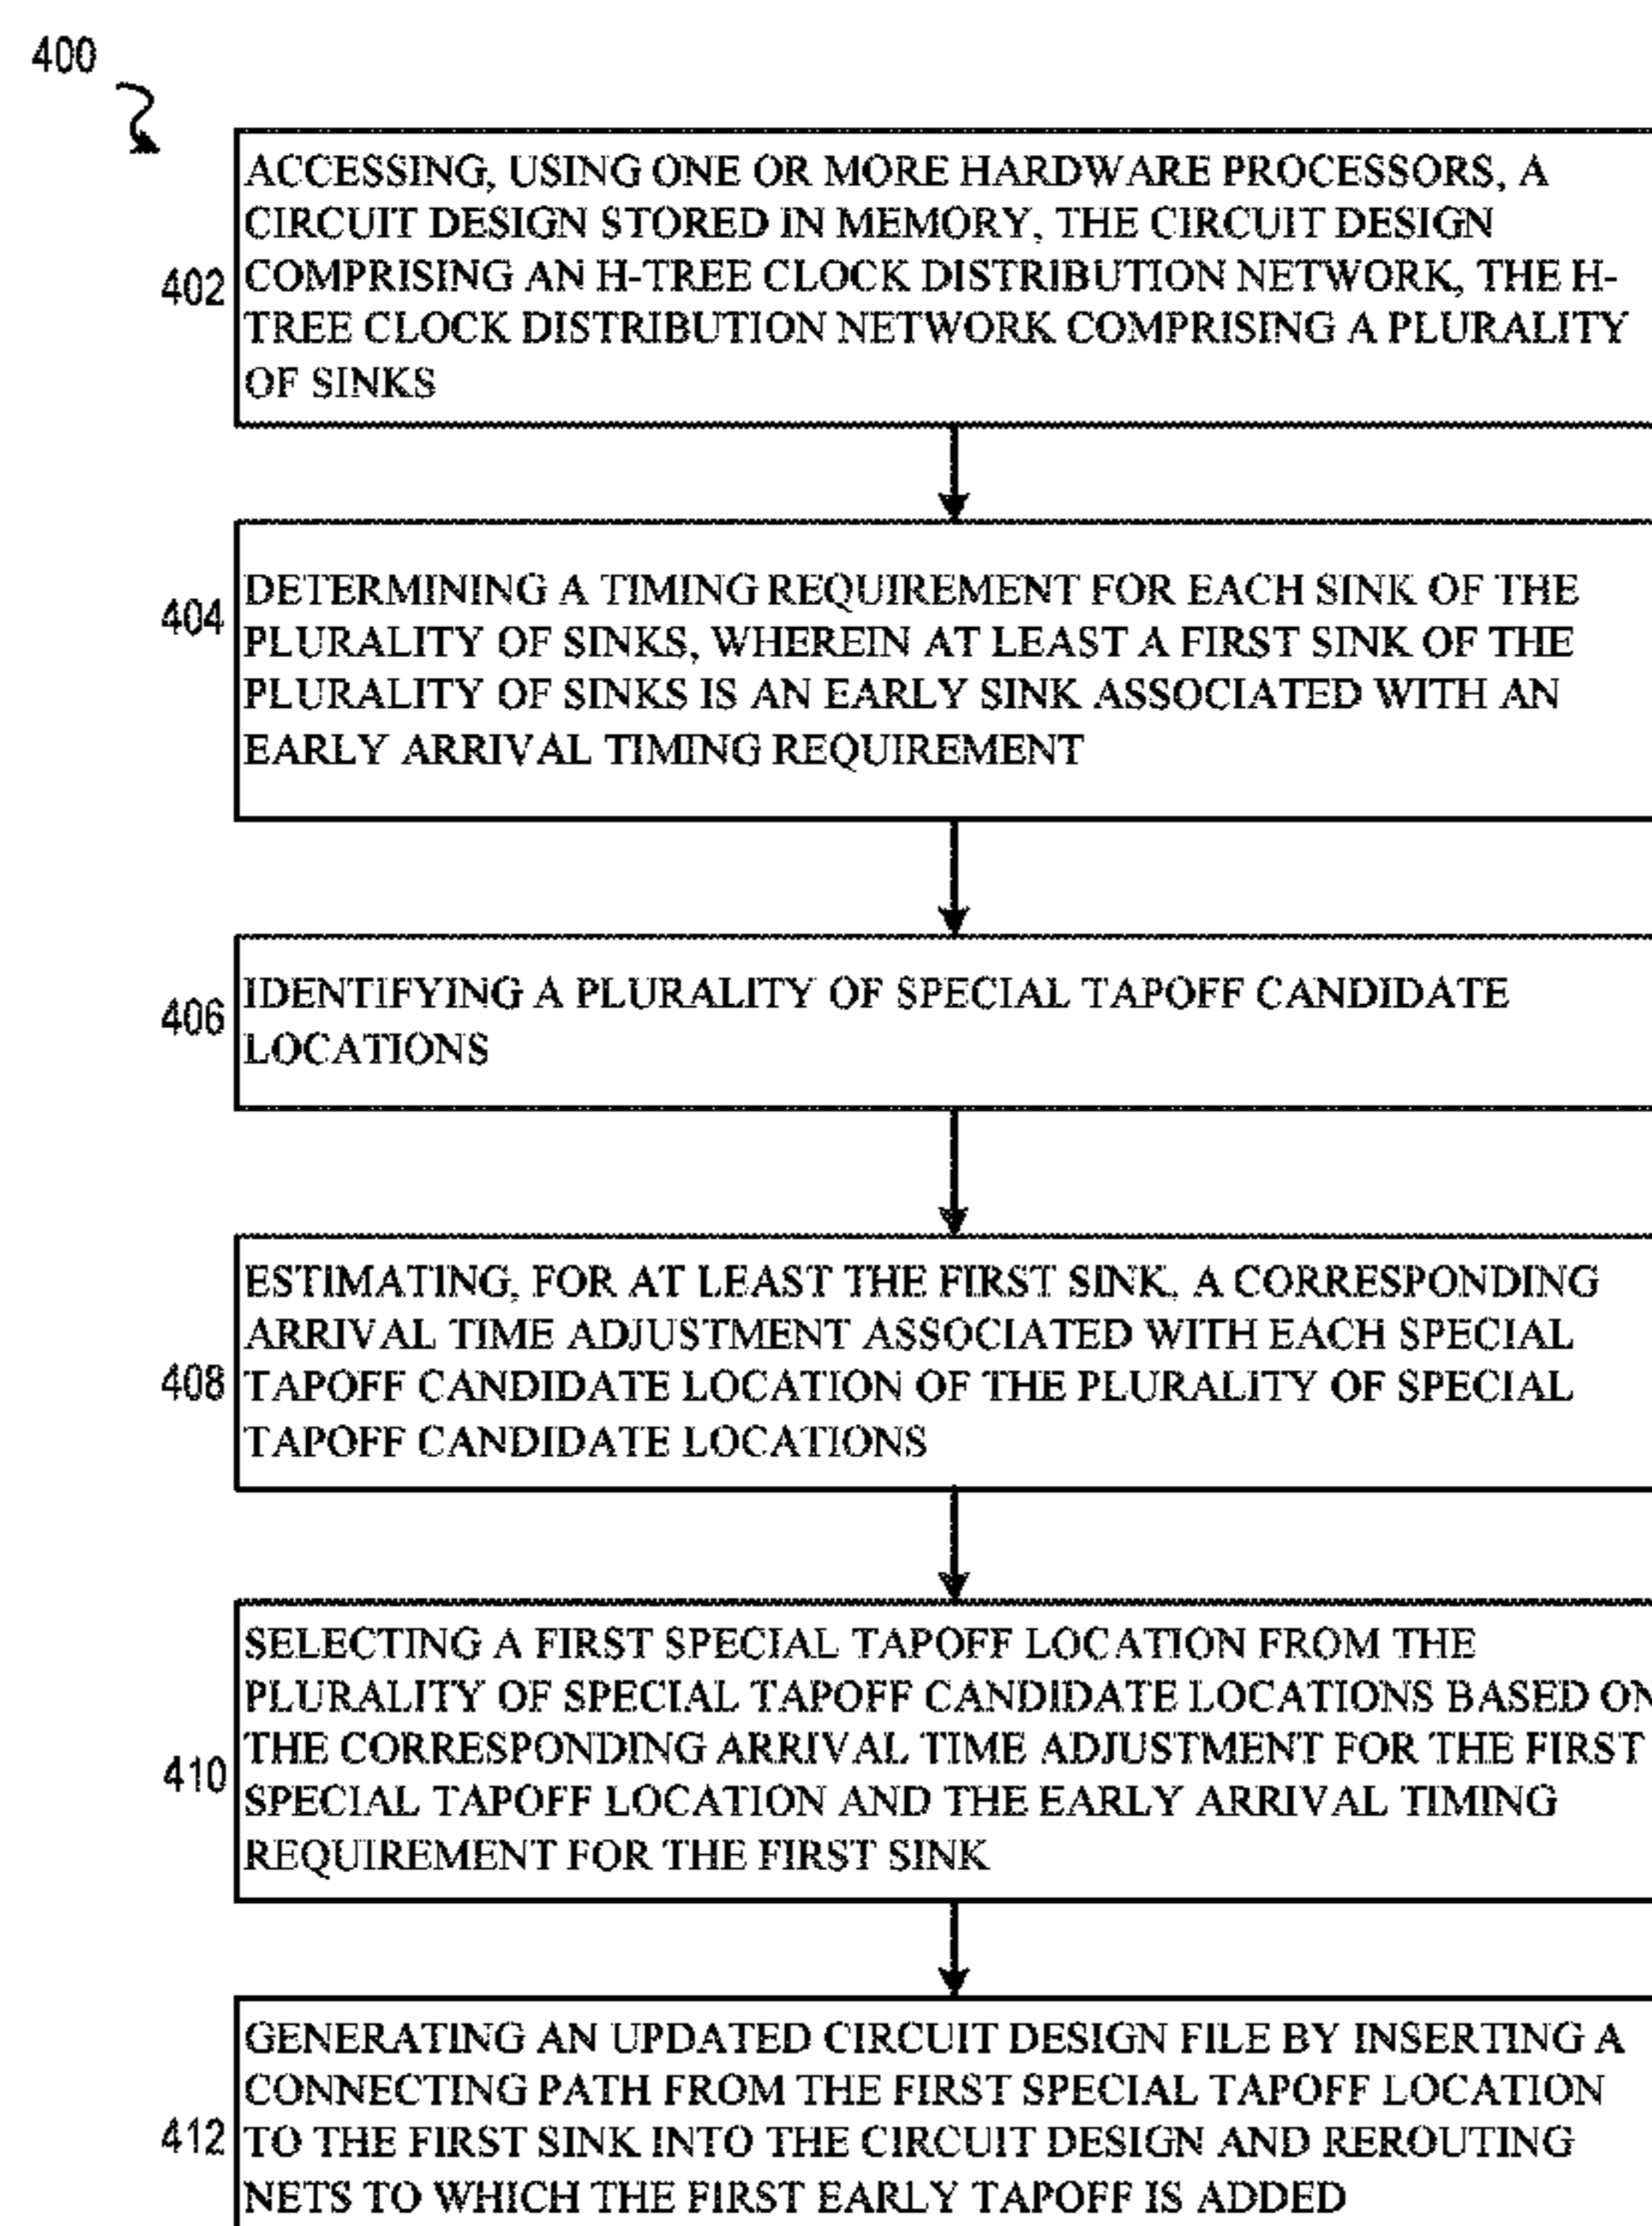 400
ACCESSING, USING ONE OR MORE HARDWARE PROCESSORS, A
CIRCUIT DESIGN STORED IN MEMORY, THE CIRCUIT DESIGN
402 COMPRISING AN H-TREE CLOCK DISTRIBUTION NETWORK, THE H-
TREE CLOCK DISTRIBUTION NETWORK COMPRISING A PLURALITY
OF SINKS
DETERMINING A TIMING REQUIREMENT FOR EACH SINK OF THE
404 PLURALITY OF SINKS, WHEREIN AT LEAST A FIRST SINK OF THE
PLURALITY OF SINKS IS AN EARLY SINK ASSOCIATED WITH AN
EARLY ARRIVAL TIMING REQUIREMENT
406 IDENTIFYING A PLURALITY OF SPECIAL TAPOFF CANDIDATE
LOCATIONS
ESTIMATING, FOR AT LEAST THE FIRST SINK, A CORRESPONDING
ARRIVAL TIME ADJUSTMENT ASSOCIATED WITH EACH SPECIAL
408 TAPOFF CANDIDATE LOCATION OF THE PLURALITY OF SPECIAL
TAPOFF CANDIDATE LOCATIONS
SELECTING A FIRST SPECIAL TAPOFF LOCATION FROM THE
PLURALITY OF SPECIAL TAPOFF CANDIDATE LOCATIONS BASED ON
THE CORRESPONDING ARRIVAL TIME ADJUSTMENT FOR THE FIRST
410 SPECIAL TAPOFF LOCATION AND THE EARLY ARRIVAL TIMING
REQUIREMENT FOR THE FIRST SINK
GENERATING AN UPDATED CIRCUIT DESIGN FILE BY INSERTING A
CONNECTING PATH FROM THE FIRST SPECIAL TAPOFF LOCATION
412 TO THE FIRST SINK INTO THE CIRCUIT DESIGN AND REROUTING
NETS TO WHICH THE FIRST EARLY TAPOFF IS ADDED